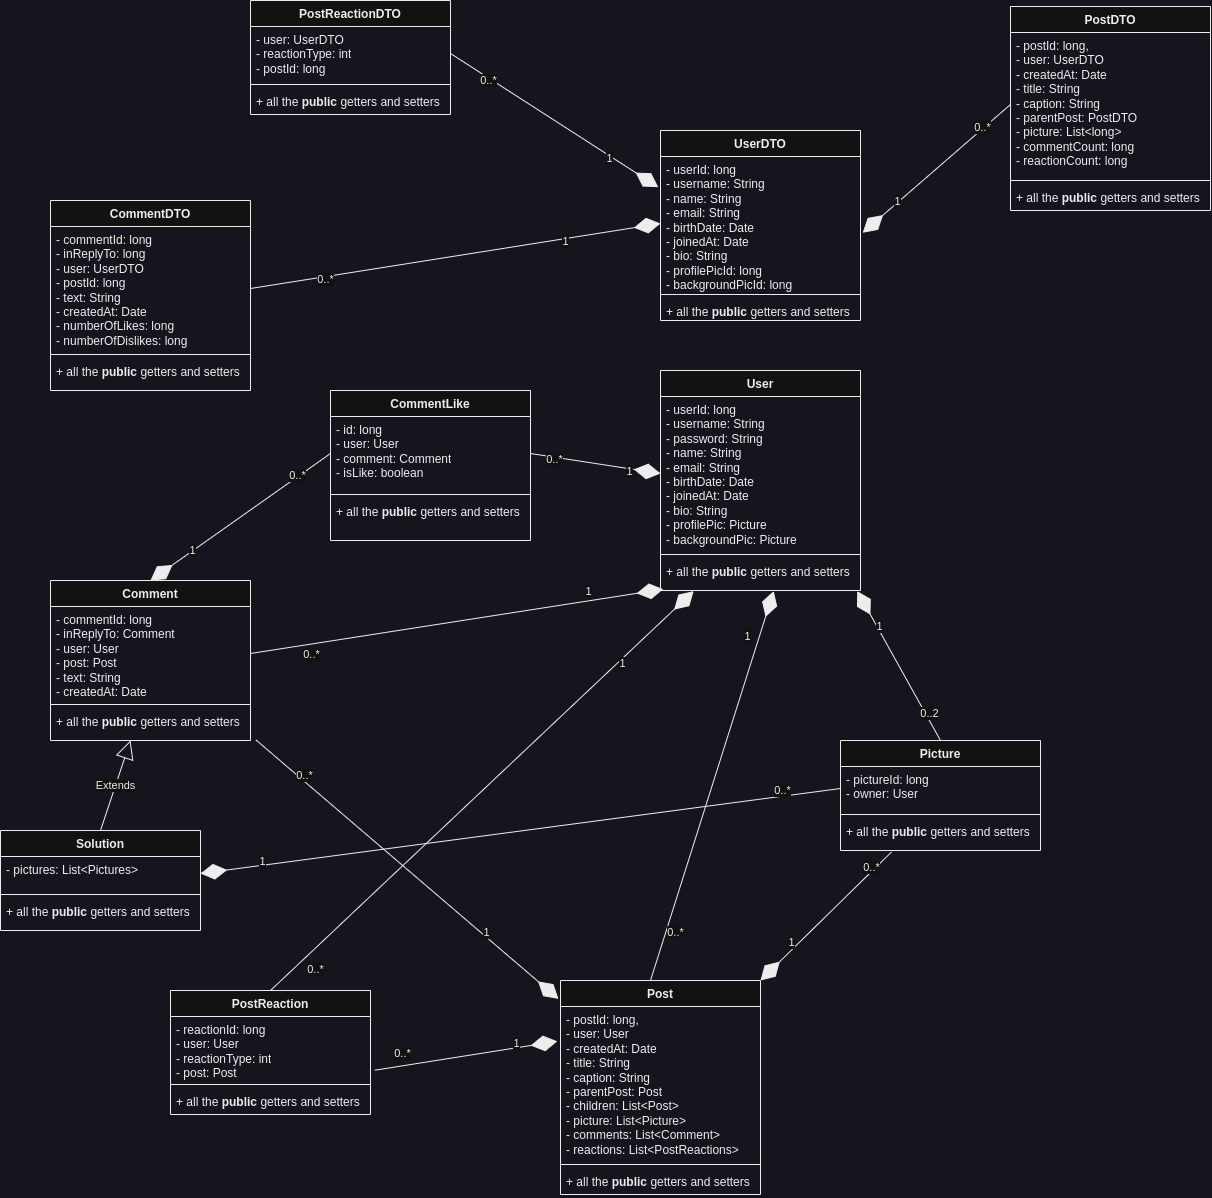 PostReactionDTO
- user: UserDTO
- reactionType: int
- postId: long
+ all the public getters and setters
PostDTO
- postId: long,
- user: UserDTO
- createdAt: Date
- title: String
- caption: String
- parentPost: PostDTO
- picture: List<long>
- commentCount: long
- reactionCount: long
+ all the public getters and setters
0..*
1
0..*
1
UserDTO
- userId: long
- username: String
- name: String
- email: String
- birthDate: Date
- joinedAt: Date
- bio: String
- profilePicId: long
- backgroundPicId: long
+ all the public getters and setters
CommentDTO
- commentId: long
- inReplyTo: long
- user: UserDTO
- postId: long
- text: String
- createdAt: Date
- numberOfLikes: long
- numberOfDislikes: long
+ all the public getters and setters
0..*
1
CommentLike
- id: long
- user: User
- comment: Comment
- isLike: boolean
+ all the public getters and setters
0..*
1
0..*
1
User
- userId: long
- username: String
- password: String
- name: String
- email: String
- birthDate: Date
- joinedAt: Date
- bio: String
- profilePic: Picture
- backgroundPic: Picture
+ all the public getters and setters
Comment
- commentId: long
- inReplyTo: Comment
- user: User
- post: Post
- text: String
- createdAt: Date
+ all the public getters and setters
1
0..*
1
1
1
0..2
Extends
0..*
Picture
- pictureId: long
- owner: User
+ all the public getters and setters
0..*
1
Solution
- pictures: List<Pictures>
+ all the public getters and setters
0..*
1
1
0..*
0..*
PostReaction
- reactionId: long
- user: User
- reactionType: int
- post: Post
+ all the public getters and setters
0..*
1
Post
- postId: long,
- user: User
- createdAt: Date
- title: String
- caption: String
- parentPost: Post
- children: List<Post>
- picture: List<Picture>
- comments: List<Comment>
- reactions: List<PostReactions>
+ all the public getters and setters